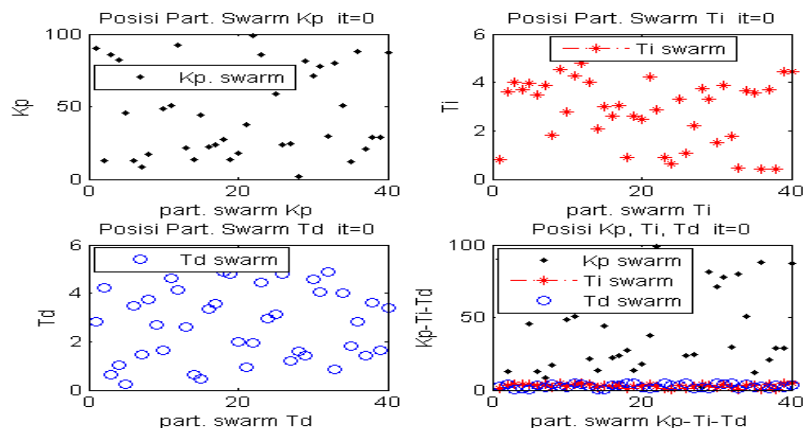 Posisi Part. Swarm Kp it=0
100
50
0
0
20
40
Kp
Kp. swarm
part. swarm Kp
Posisi Part. Swarm Ti it=0
6
4
2
0
0
20
40
Ti
Ti swarm
part. swarm Ti
Posisi Part. Swarm Td it=0
6
4
2
0
0
20
40
Td
Td swarm
part. swarm Td
Posisi Kp, Ti, Td it=0
100
50
0
0
20
40
Kp-Ti-Td
Kp swarm
Ti swarm
Td swarm
part. swarm Kp-Ti-Td